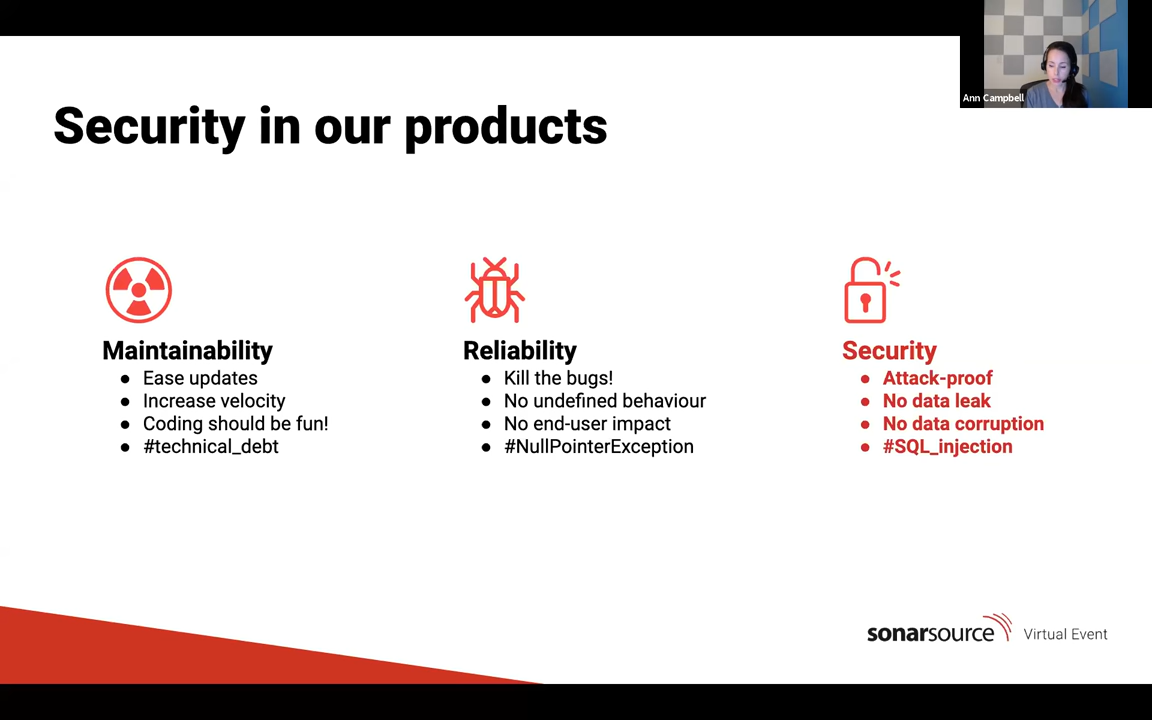 Ann Campbell
Security in our products
Maintainability
● Ease updates
● Increase velocity
● Coding should be fun!
● #technical_debt
Reliability
● Kill the bugs!
● No undefined behaviour
● No end-user impact
● #NullPointerException
Security
● Attack-proof
● No data leak
● No data corruption
● #SQL_injection
sonarsource Virtual Event